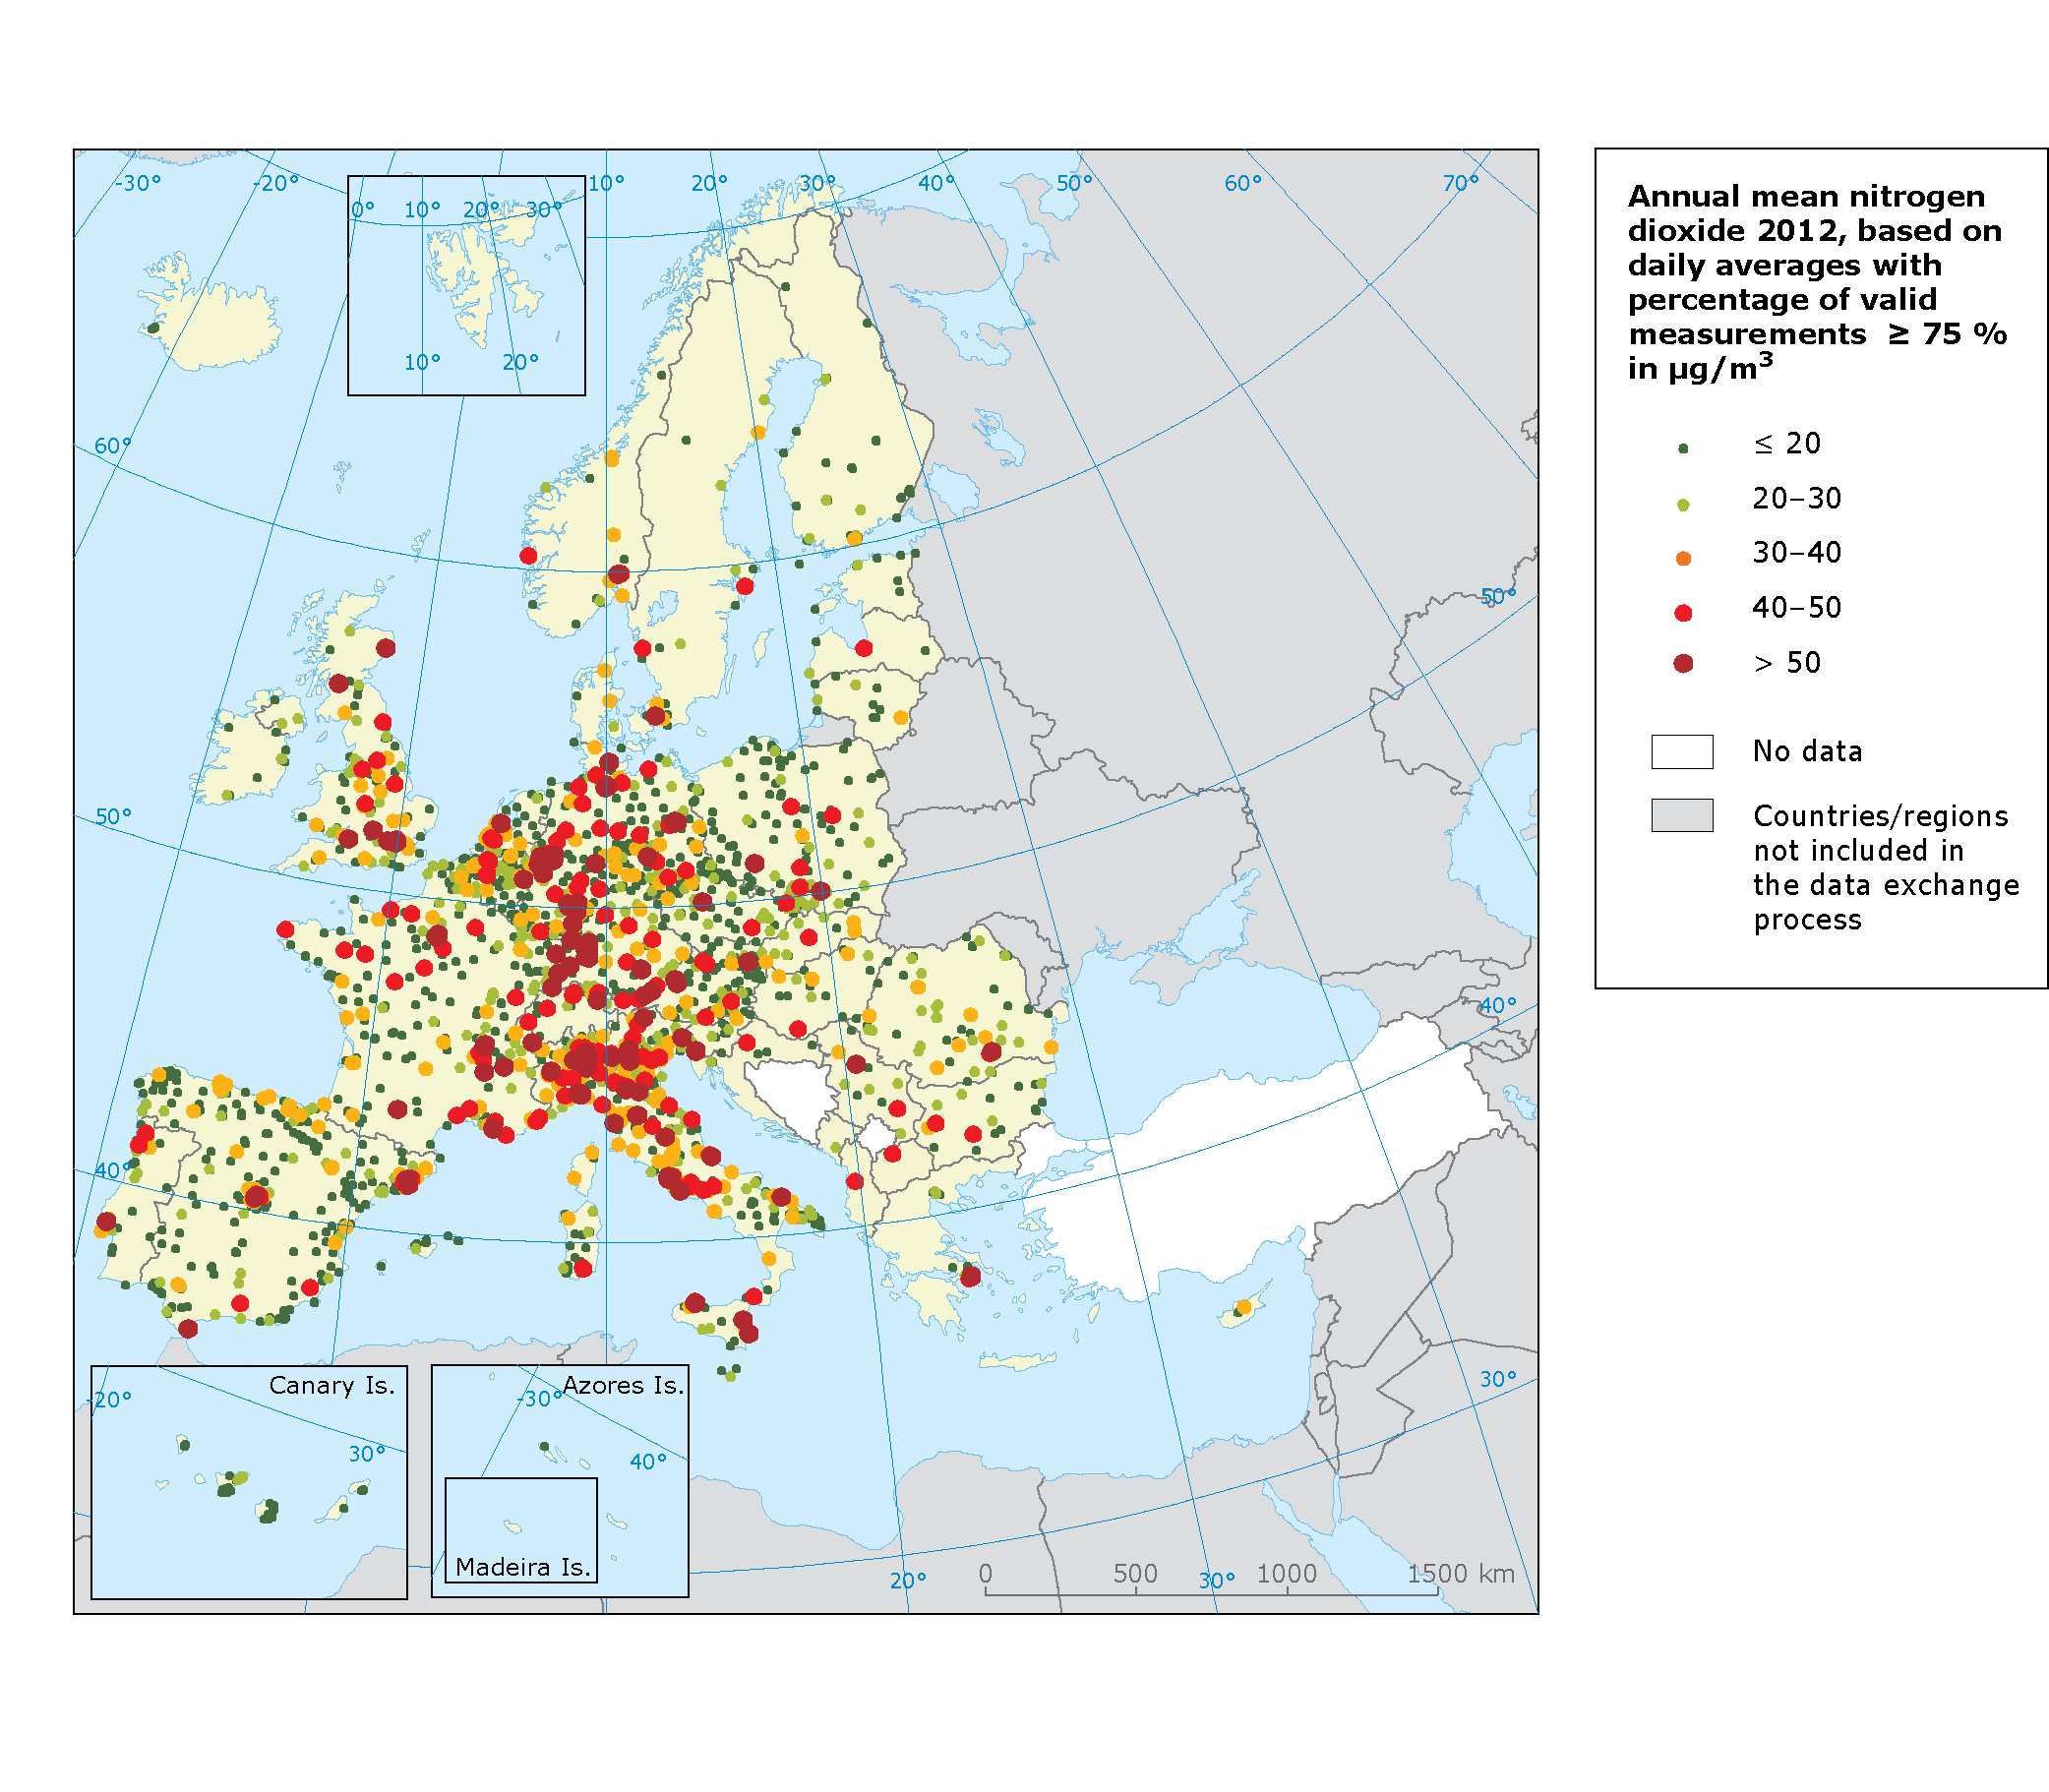 -30°
-20°
10°
20°
30°
40°
50°
60°
70°
0°
10°
20°
30°
10°
20°
60°
50°
40°
50°
40°
30°
Canary Is.
-20°
30°
Azores Is.
-30°
40°
Madeira Is.
20°
30°
0 500 1000 1500 km
Annual mean nitrogen
dioxide 2012, based on
daily averages with
percentage of valid
measurements ≥ 75 %
in µg/m³
≤ 20
20–30
30–40
40–50
> 50
No data
Countries/regions
not included in
the data exchange
process